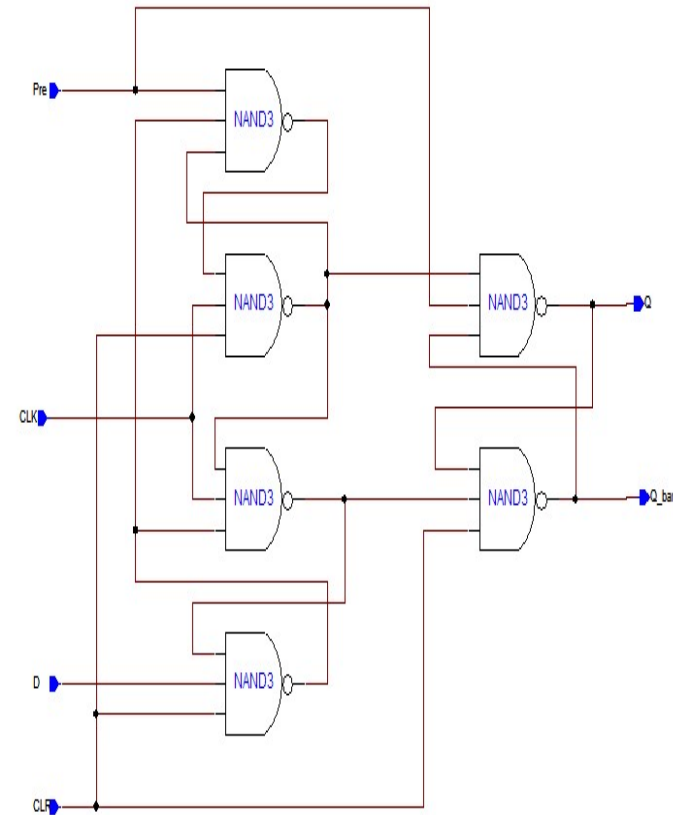 Pre
NAND3
NAND3
NAND3
Q
CLK
NAND3
NAND3
Q_bar
D
NAND3
CLR